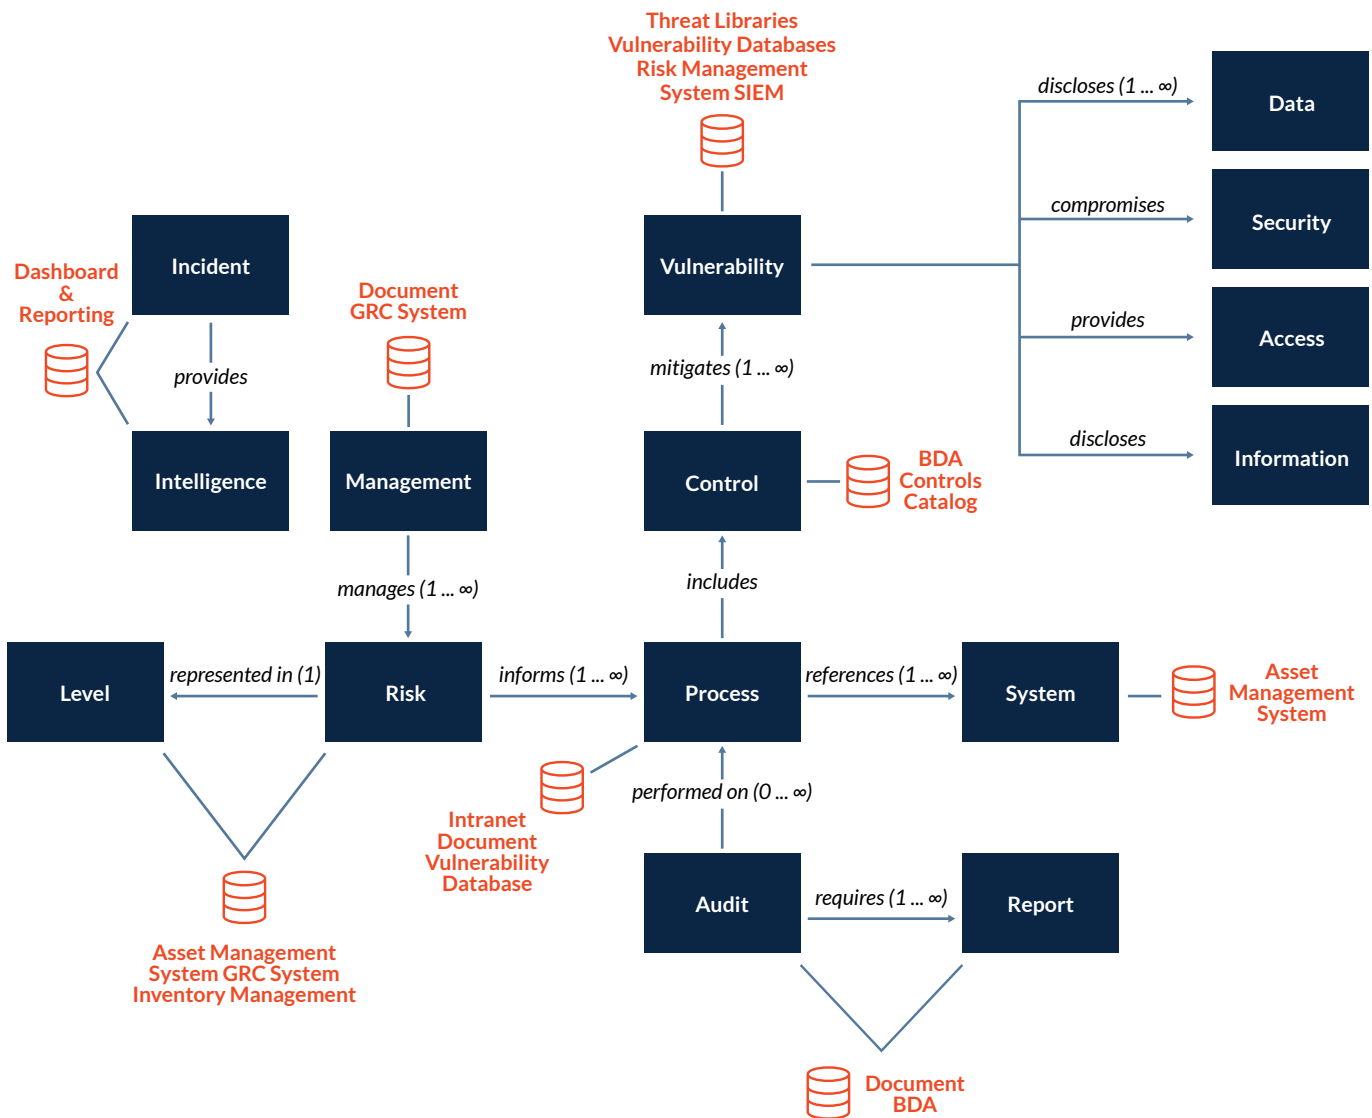 Threat Libraries
Vulnerability Databases
Risk Management
System SIEM
discloses (1 ... ∞)
Data
compromises
Security
Incident
Vulnerability
Dashboard
&
Reporting
Document
GRC System
provides
Access
provides
mitigates (1 ... ∞)
discloses
Information
Intelligence
Management
Control
BDA
Controls
Catalog
manages (1 ... ∞)
includes
Level
represented in (1)
Risk
informs (1 ... ∞)
Process
references (1 ... ∞)
System
Asset
Management
System
performed on (0 ... ∞)
Intranet
Document
Vulnerability
Database
Audit
requires (1 ... ∞)
Report
Asset Management
System GRC System
Inventory Management
Document
BDA